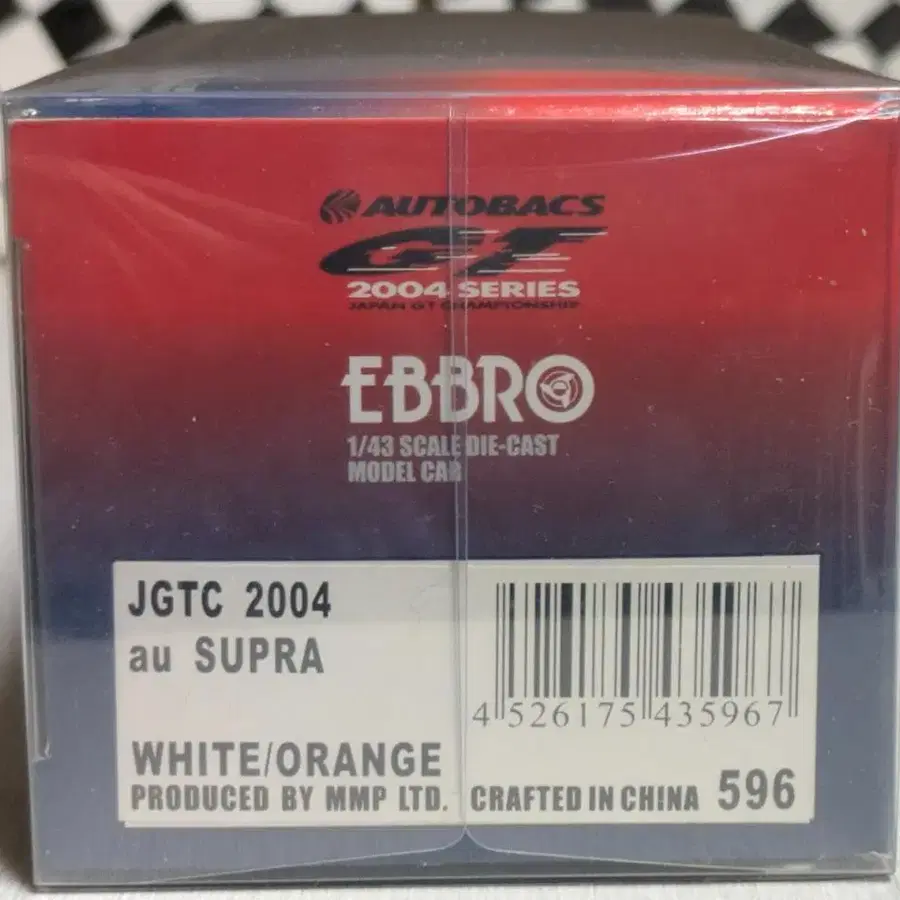 AUTOBACS
GT
2004 SERIES
JAPAN GT CHAMPIONSHIP
EBBRO
1/43 SCALE DIE-CAST
MODEL CAR
JGTC 2004
au SUPRA
WHITE/ORANGE
PRODUCED BY MMP LTD. CRAFTED IN CHINA 596
4 526175 435967